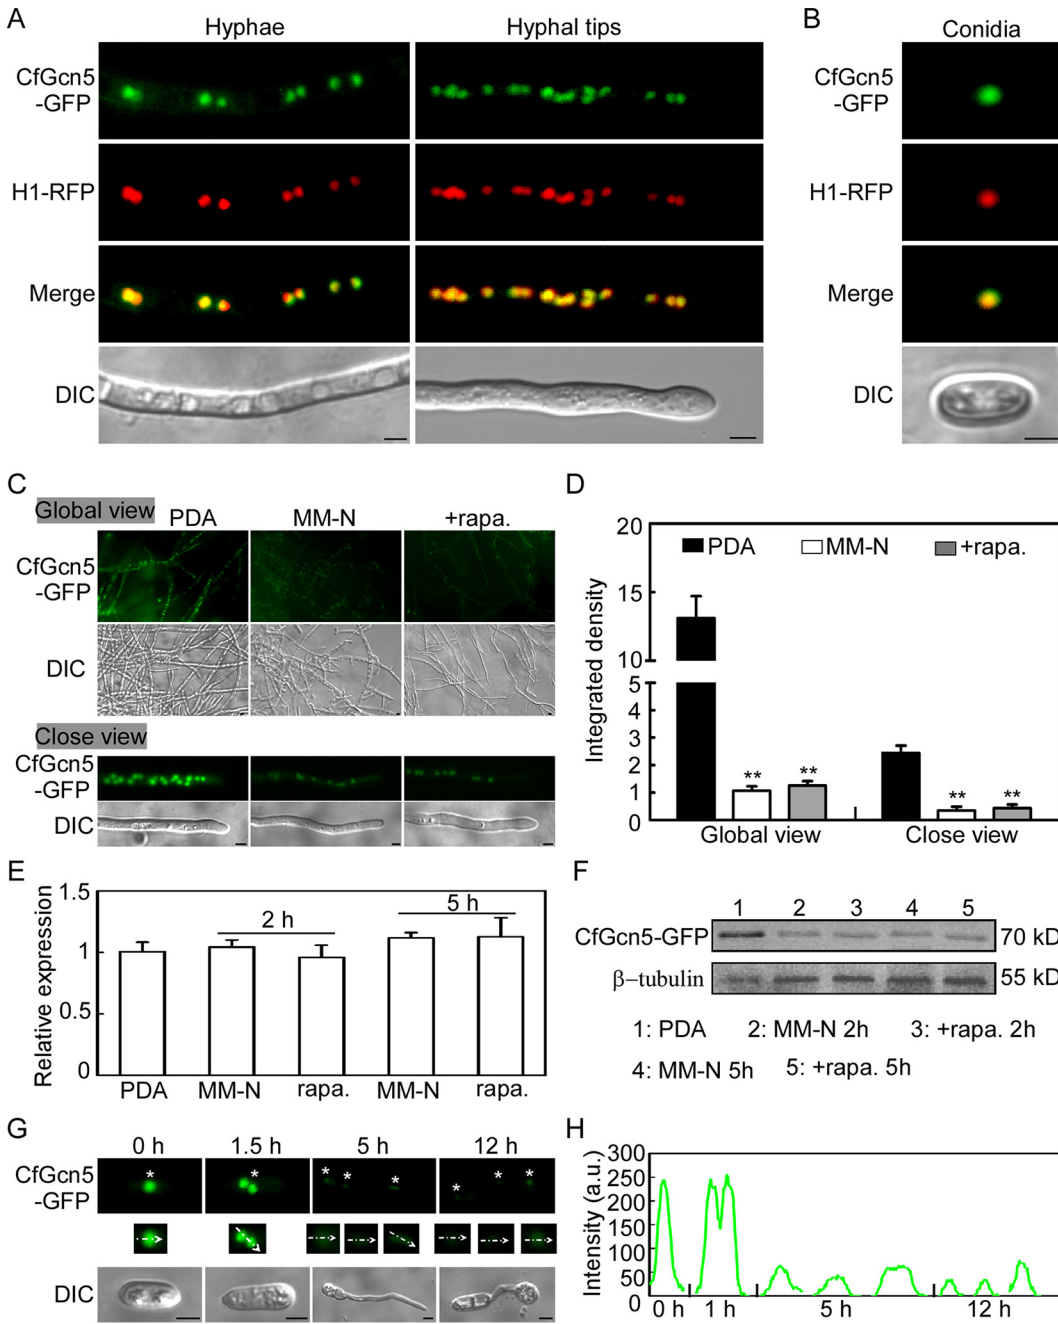 A
B
Hyphae
Hyphal tips
Conidia
CfGcn5
-GFP
CfGcn5
-GFP
H1-RFP
H1-RFP
Merge
Merge
DIC
DIC
C
Global view
PDA
MM-N
+rapa.
CfGcn5
-GFP
DIC
Close view
CfGcn5
-GFP
DIC
D
20
15
10
5
4
3
2
1
0
Integrated density
PDA
MM-N
+rapa.
**
**
**
**
Global view
Close view
E
1.5
1
0.5
0
Relative expression
2 h
5 h
PDA
MM-N
rapa.
MM-N
rapa.
F
1 2 3 4 5
CfGcn5-GFP
70 kD
β-tubulin
55 kD
1: PDA 2: MM-N 2h 3: +rapa. 2h
4: MM-N 5h 5: +rapa. 5h
G
0 h
1.5 h
5 h
12 h
CfGcn5
-GFP
* * * * * * * *
DIC
H
300
250
200
150
100
50
0
Intensity (a.u.)
0 h
1 h
5 h
12 h